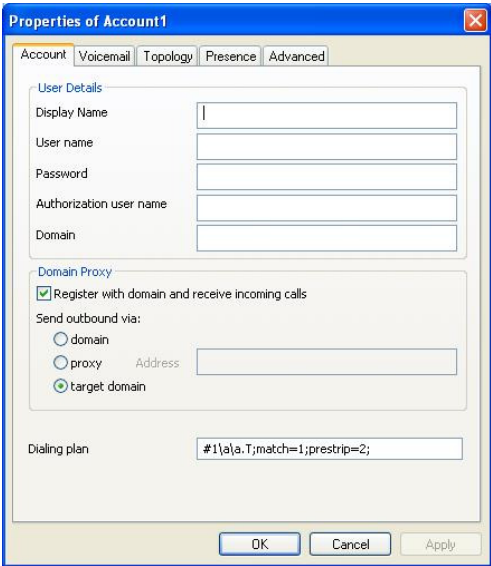 Properties of Account1
Account Voicemail Topology Presence Advanced
User Details
Display Name
User name
Password
Authorization user name
Domain
Domain Proxy
Register with domain and receive incoming calls
Send outbound via:
domain
proxy Address
target domain
Dialing plan #1\a\a.T;match=1;prestrip=2;
OK Cancel Apply